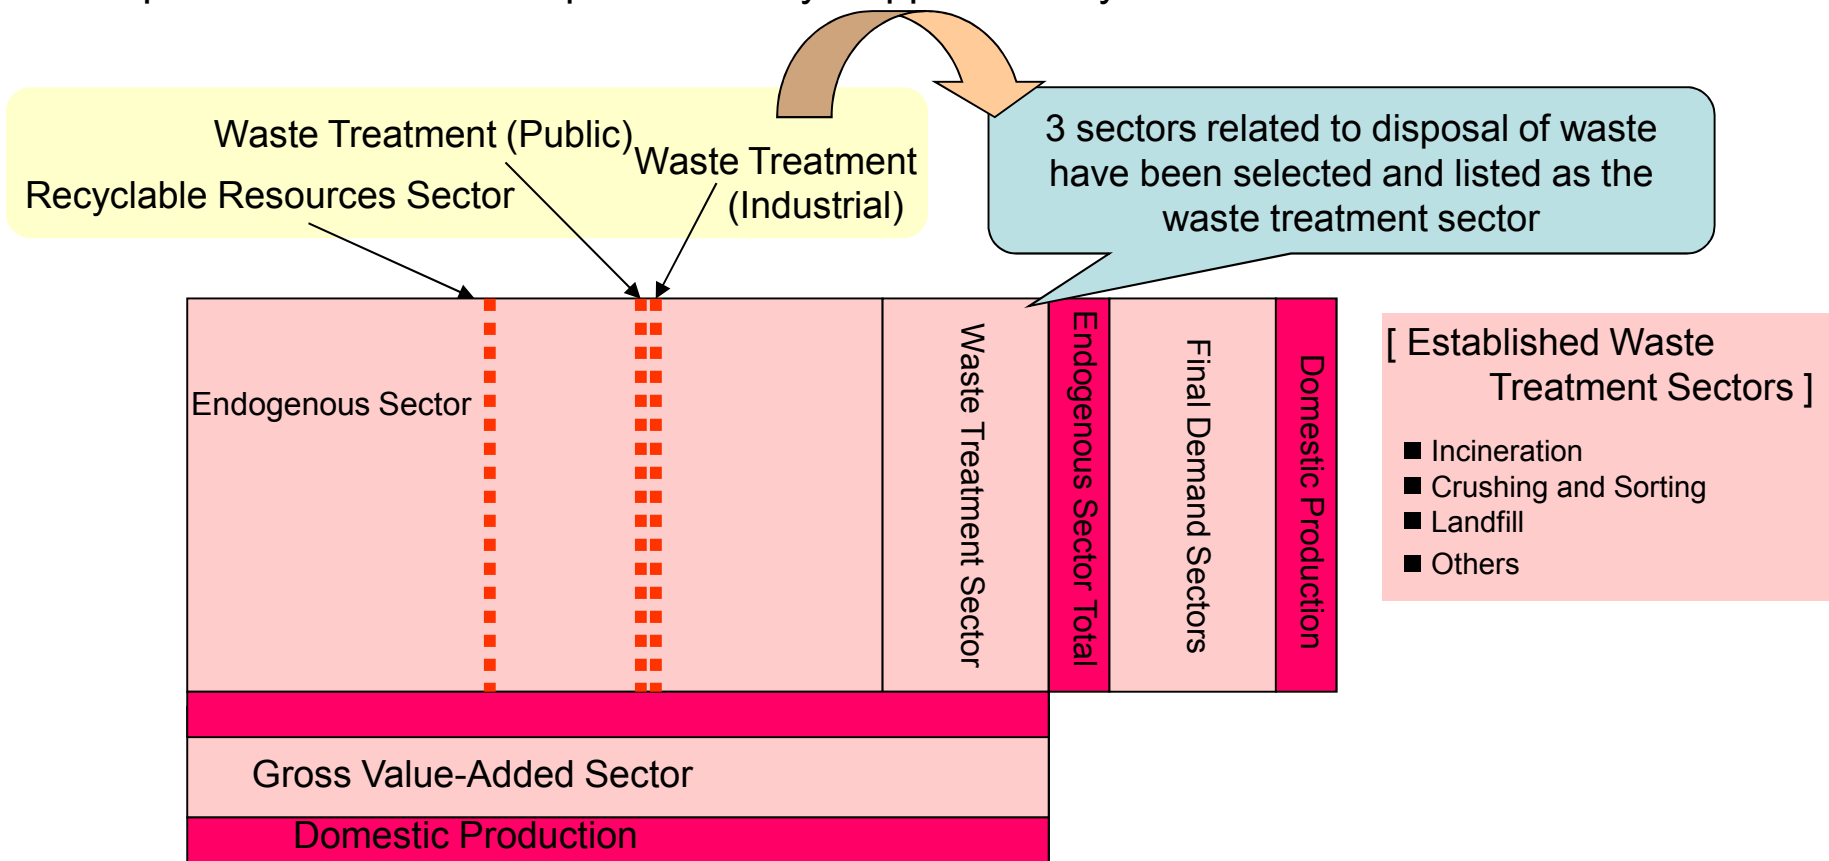 Waste Treatment (Public)
Waste Treatment
(Industrial)
Recyclable Resources Sector
3 sectors related to disposal of waste
have been selected and listed as the
waste treatment sector
Endogenous Sector
Waste Treatment Sector
Endogenous Sector Total
Final Demand Sectors
Domestic Production
[ Established Waste
Treatment Sectors ]
■ Incineration
■ Crushing and Sorting
■ Landfill
■ Others
Gross Value-Added Sector
Domestic Production